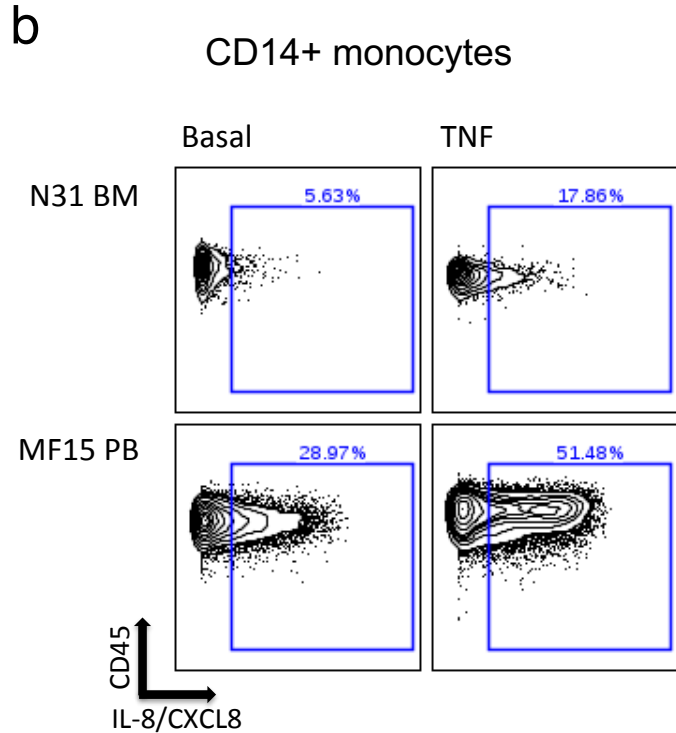 b
CD14+ monocytes
Basal TNF
N31 BM
5.63% 17.86%
MF15 PB
28.97% 51.48%
CD45
IL-8/CXCL8